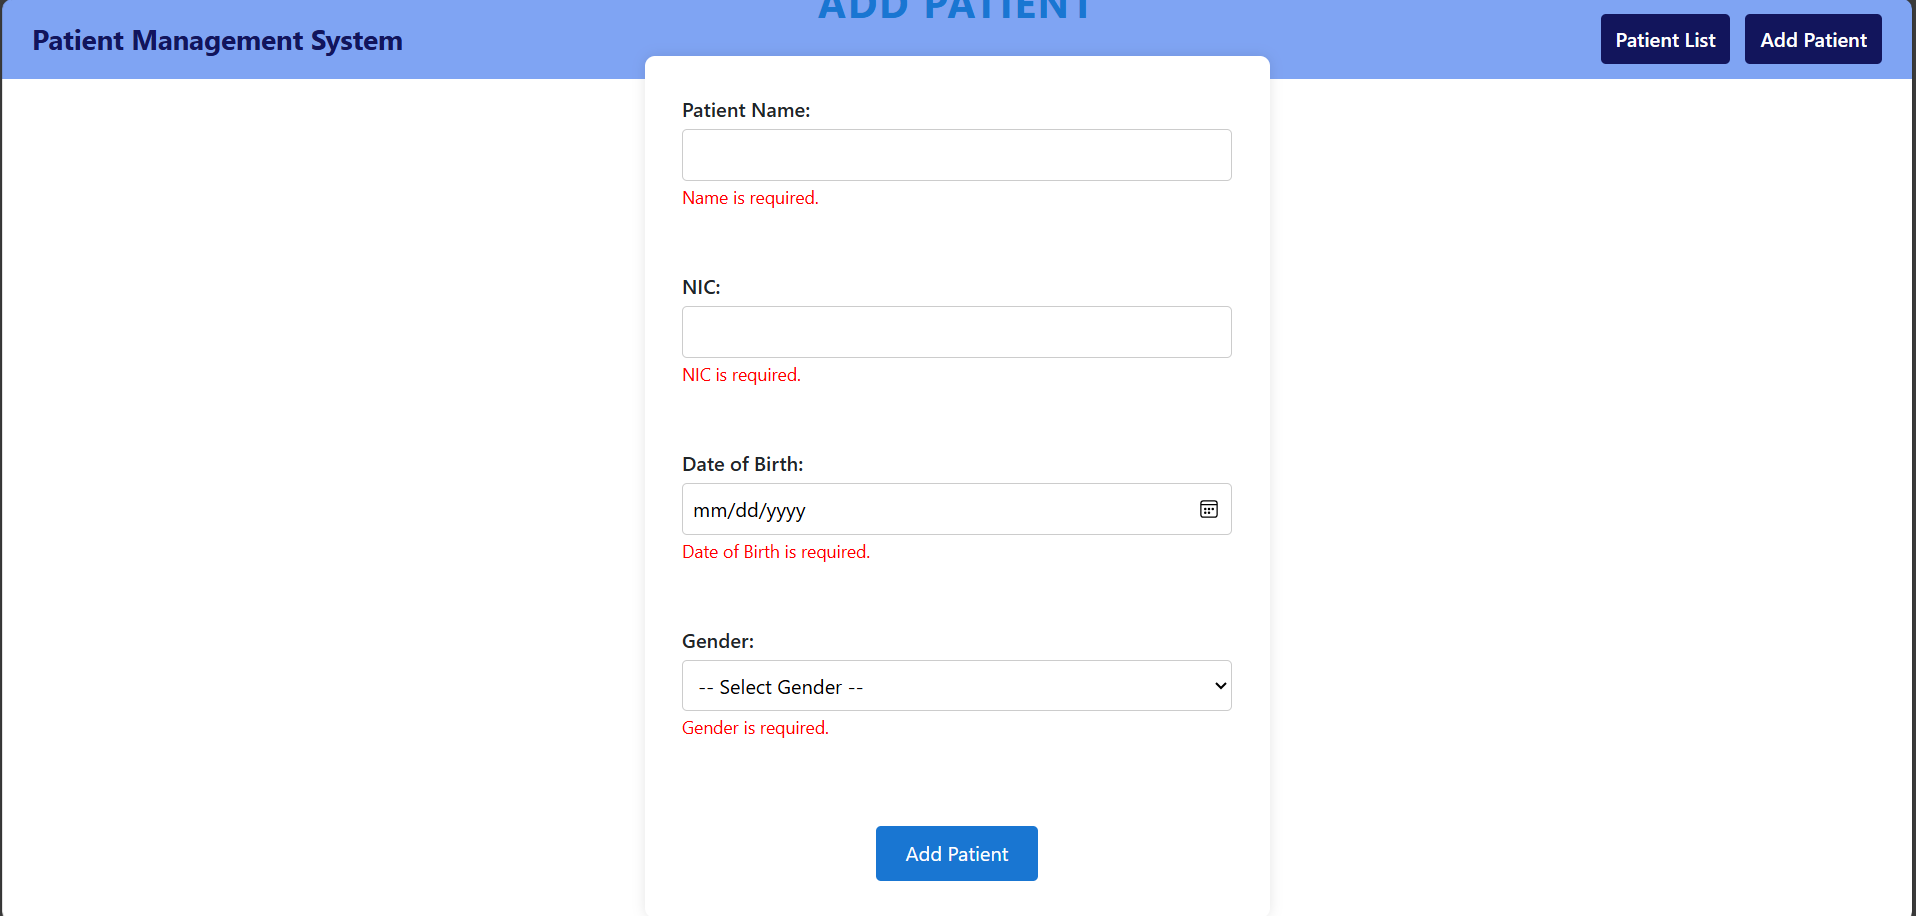 ADD PATIENT
Patient Management System
Patient List
Add Patient
Patient Name:
Name is required.
NIC:
NIC is required.
Date of Birth:
mm/dd/yyyy
Date of Birth is required.
Gender:
-- Select Gender --
Gender is required.
Add Patient